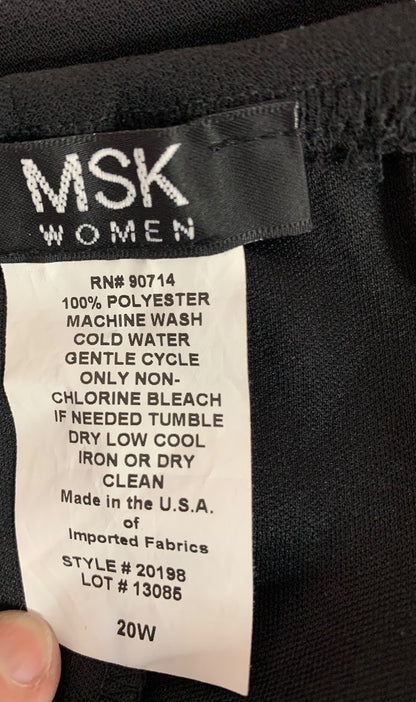 MSK
WOMEN
RN# 90714
100% POLYESTER
MACHINE WASH
COLD WATER
GENTLE CYCLE
ONLY NON-
CHLORINE BLEACH
IF NEEDED TUMBLE
DRY LOW COOL
IRON OR DRY
CLEAN
Made in the U.S.A.
of
Imported Fabrics
STYLE # 20198
LOT # 13085
20W